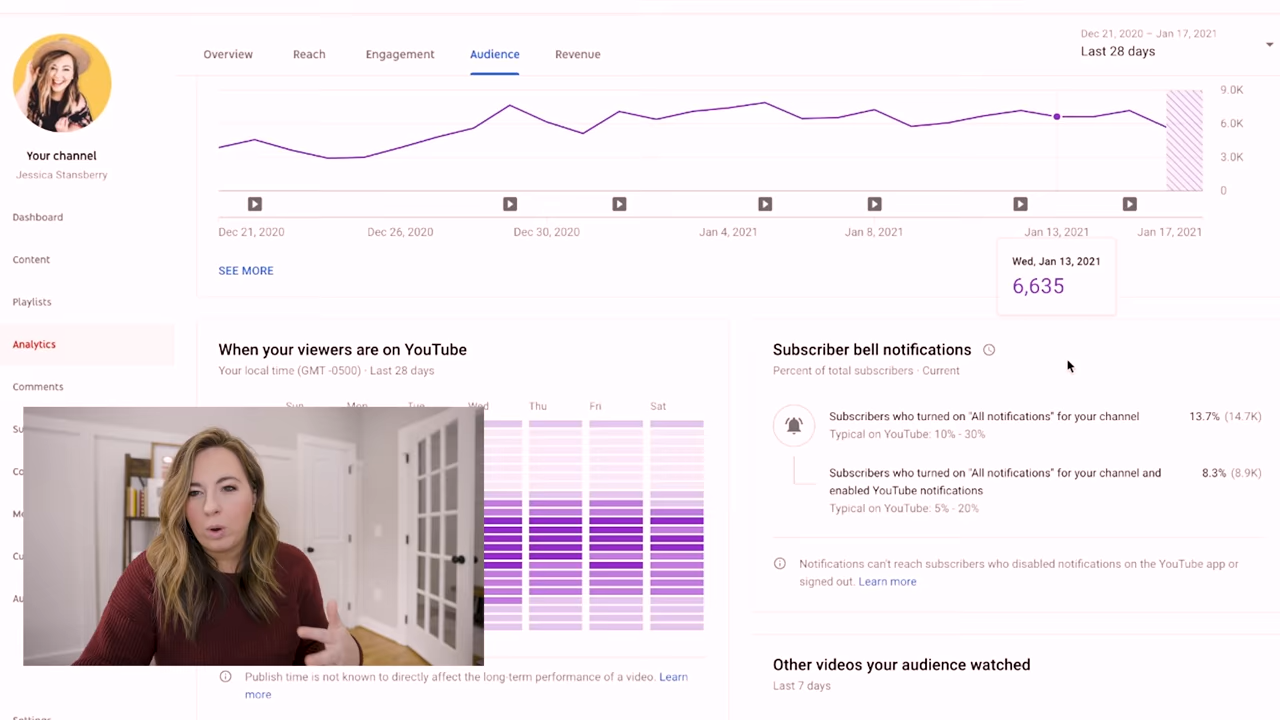 Dec 21, 2020 – Jan 17, 2021
Overview
Reach
Engagement
Audience
Revenue
Last 28 days
9.0K
6.0K
3.0K
0
Your channel
Jessica Stansberry
Dashboard
Content
Playlists
Analytics
Comments
Dec 21, 2020
Dec 26, 2020
Dec 30, 2020
Jan 4, 2021
Jan 8, 2021
Jan 13, 2021
Jan 17, 2021
SEE MORE
Wed, Jan 13, 2021
6,635
When your viewers are on YouTube
Your local time (GMT -0500) · Last 28 days
Sun
Mon
Tue
Wed
Thu
Fri
Sat
Publish time is not known to directly affect the long-term performance of a video. Learn
more
Subscriber bell notifications
Percent of total subscribers · Current
Subscribers who turned on "All notifications" for your channel
13.7% (14.7K)
Typical on YouTube: 10% - 30%
Subscribers who turned on "All notifications" for your channel and
8.3% (8.9K)
enabled YouTube notifications
Typical on YouTube: 5% - 20%
Notifications can't reach subscribers who disabled notifications on the YouTube app or
signed out. Learn more
Other videos your audience watched
Last 7 days
Settings